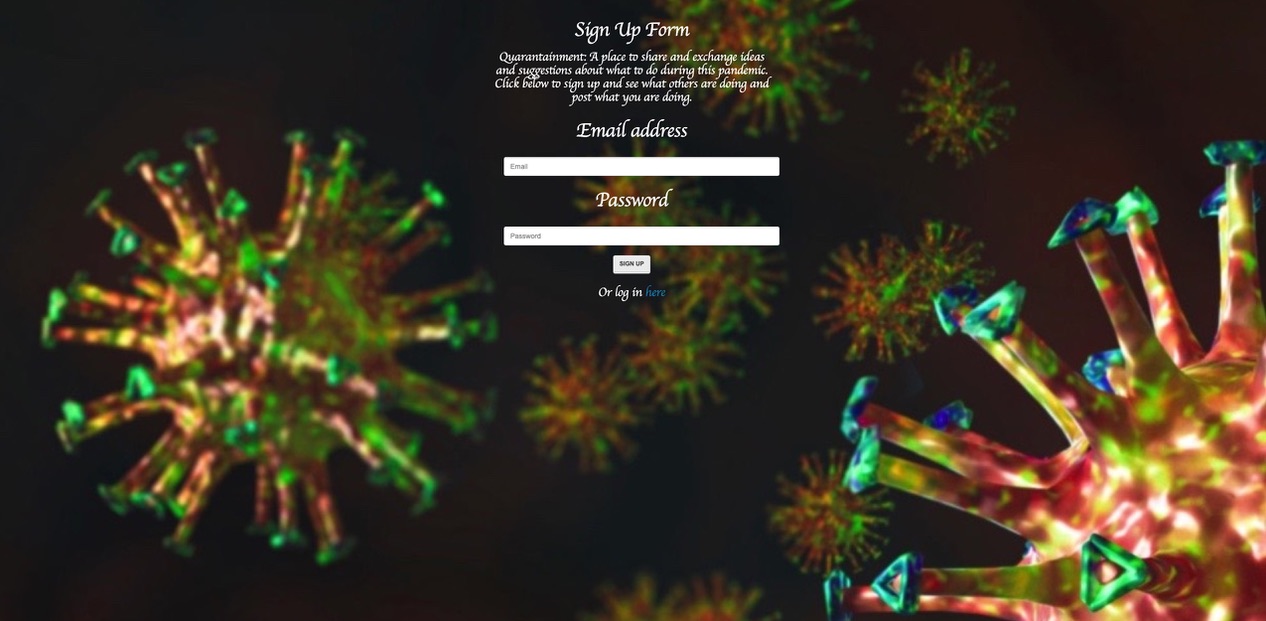 Sign Up Form
Quarantainment: A place to share and exchange ideas
and suggestions about what to do during this pandemic.
Click below to sign up and see what others are doing and
post what you are doing.
Email address
Email
Password
Password
SIGN UP
Or log in here